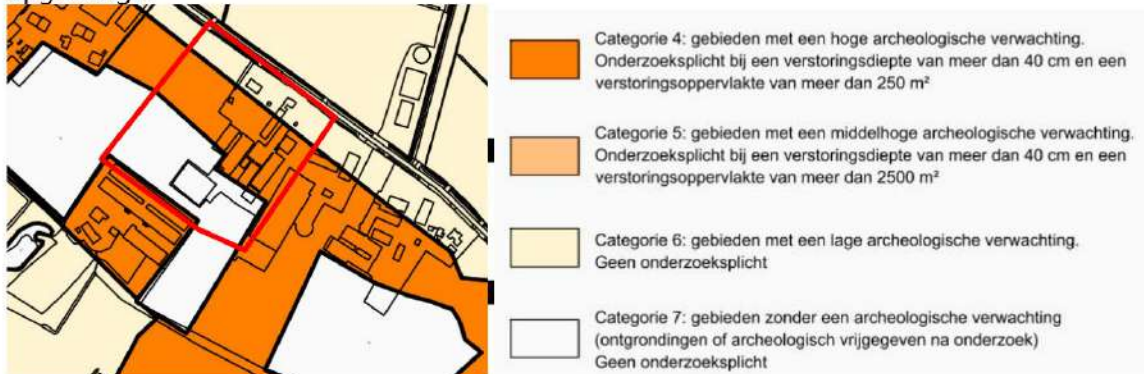 Categorie 4: gebieden met een hoge archeologische verwachting.
Onderzoeksplicht bij een verstoringsdiepte van meer dan 40 cm en een
verstoringsoppervlakte van meer dan 250 m²
Categorie 5: gebieden met een middelhoge archeologische verwachting.
Onderzoeksplicht bij een verstoringsdiepte van meer dan 40 cm en een
verstoringsoppervlakte van meer dan 2500 m²
Categorie 6: gebieden met een lage archeologische verwachting.
Geen onderzoeksplicht
Categorie 7: gebieden zonder een archeologische verwachting
(ontgrondingen of archeologisch vrijgegeven na onderzoek)
Geen onderzoeksplicht